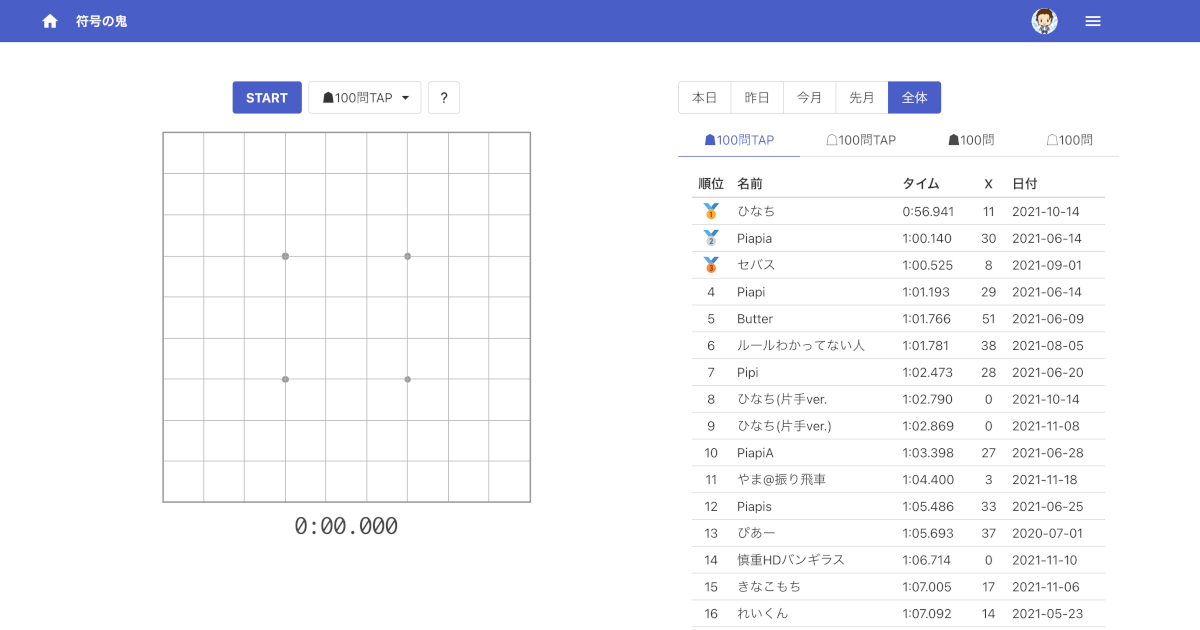 符号の鬼
START
☗100問TAP
?
0:00.000
本日 昨日 今月 先月 全体
☗100問TAP ☖100問TAP ☗100問 ☖100問
順位 名前 タイム X 日付
1 ひなち 0:56.941 11 2021-10-14
2 Piapia 1:00.140 30 2021-06-14
3 セバス 1:00.525 8 2021-09-01
4 Piapi 1:01.193 29 2021-06-14
5 Butter 1:01.766 51 2021-06-09
6 ルールわかってない人 1:01.781 38 2021-08-05
7 Pipi 1:02.473 28 2021-06-20
8 ひなち(片手ver. 1:02.790 0 2021-10-14
9 ひなち(片手ver.) 1:02.869 0 2021-11-08
10 PiapiA 1:03.398 27 2021-06-28
11 やま@振り飛車 1:04.400 3 2021-11-18
12 Piapis 1:05.486 33 2021-06-25
13 ぴあー 1:05.693 37 2020-07-01
14 慎重HDバンギラス 1:06.714 0 2021-11-10
15 きなこもち 1:07.005 17 2021-11-06
16 れいくん 1:07.092 14 2021-05-23